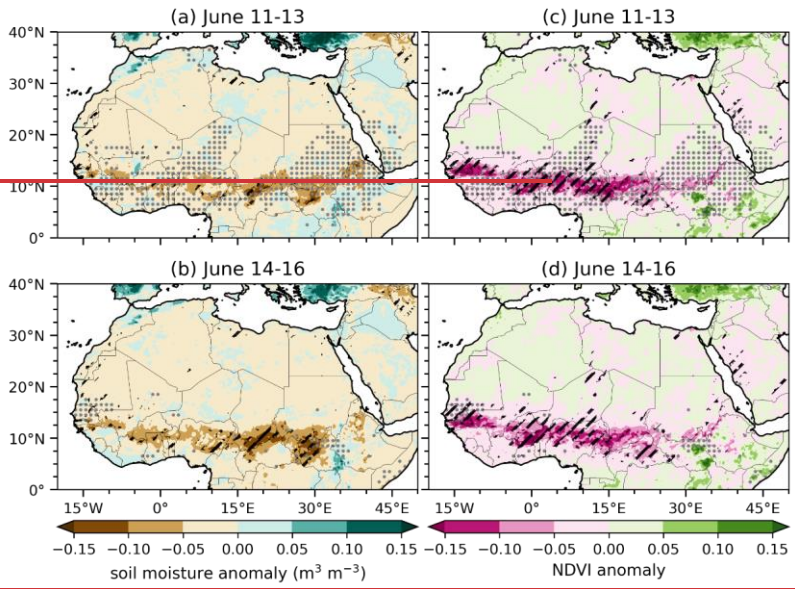 (a) June 11-13
(c) June 11-13
40°N
30°N
20°N
10°N
0°
(b) June 14-16
(d) June 14-16
40°N
30°N
20°N
10°N
0°
15°W 0° 15°E 30°E 45°E
15°W 0° 15°E 30°E 45°E
−0.15 −0.10 −0.05 0.00 0.05 0.10 0.15
−0.15 −0.10 −0.05 0.00 0.05 0.10 0.15
soil moisture anomaly (m³ m⁻³)
NDVI anomaly